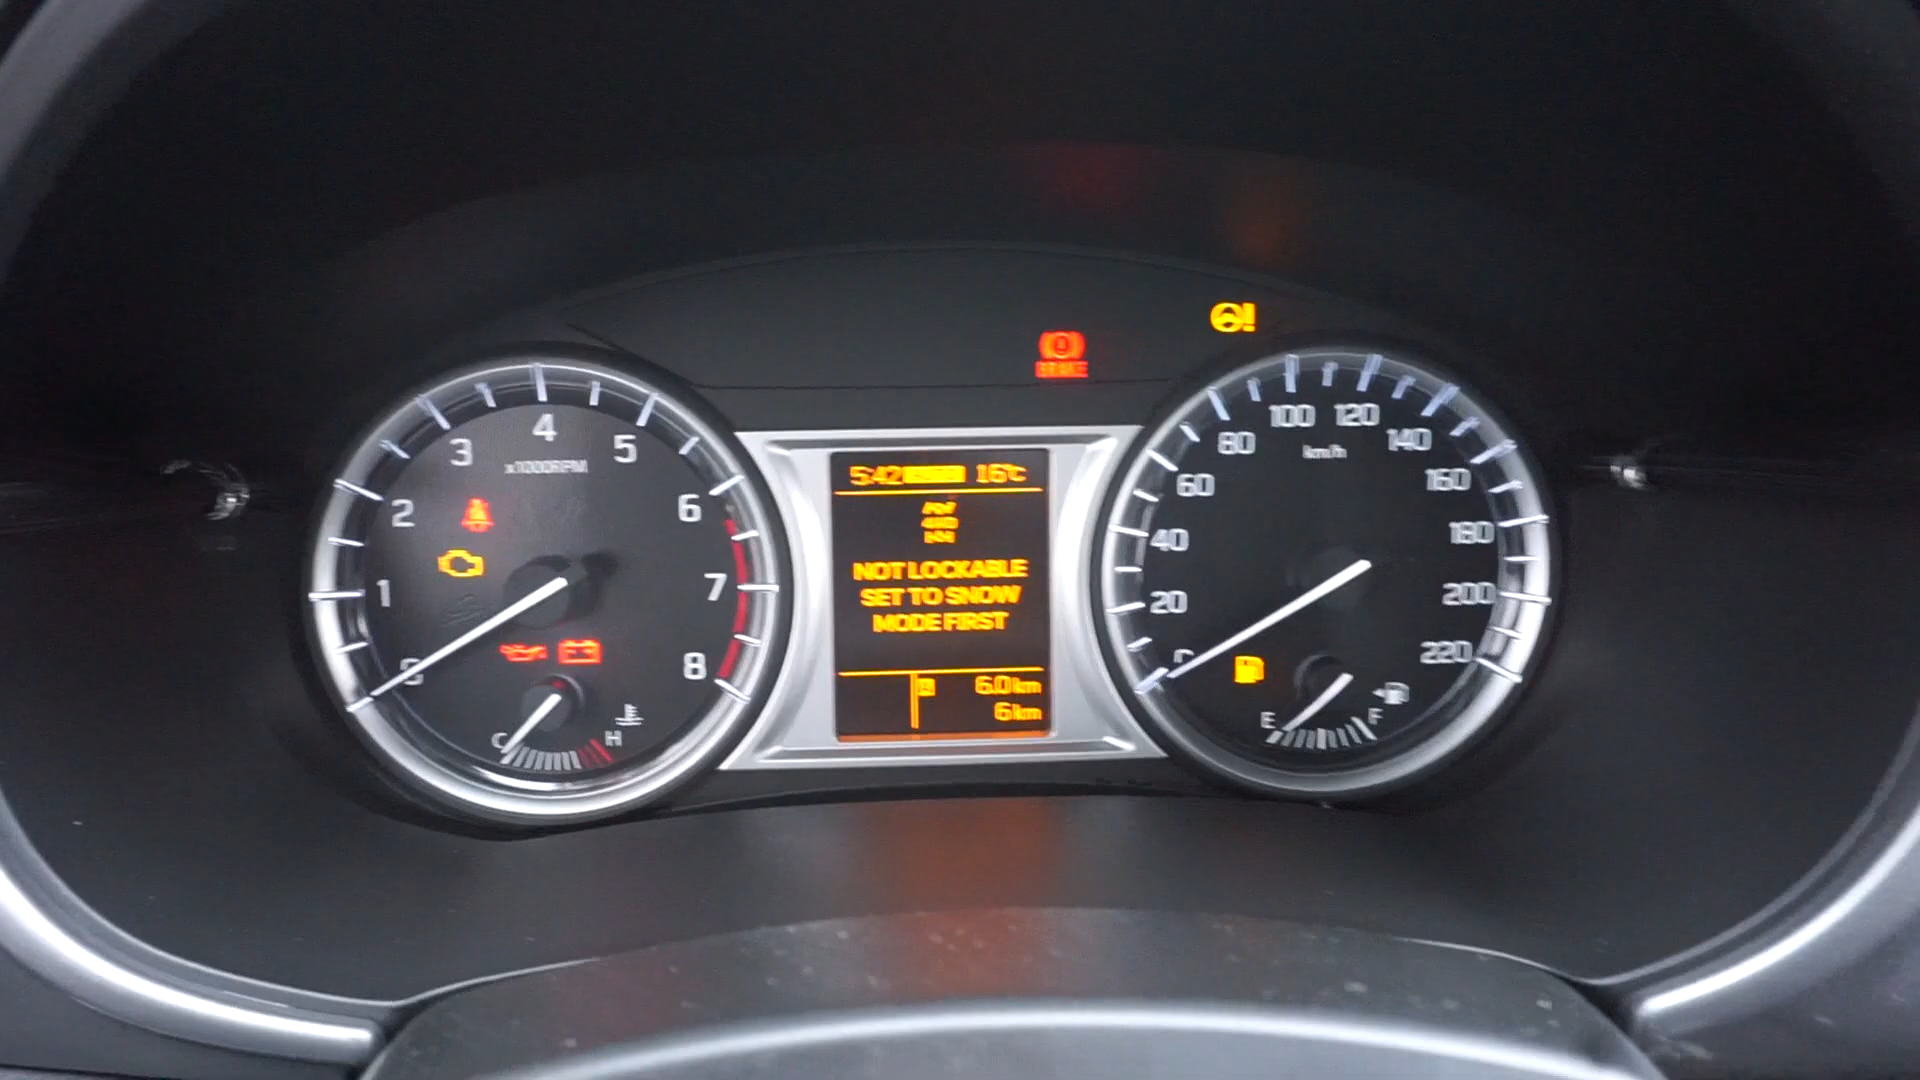 BRAKE
4
3
5
x1000RPM
2
6
1
7
8
C
H
5:42
16°C
NOT LOCKABLE
SET TO SNOW
MODE FIRST
A
6.0km
6km
100
120
80
140
km/h
60
160
40
180
20
200
0
220
E
F